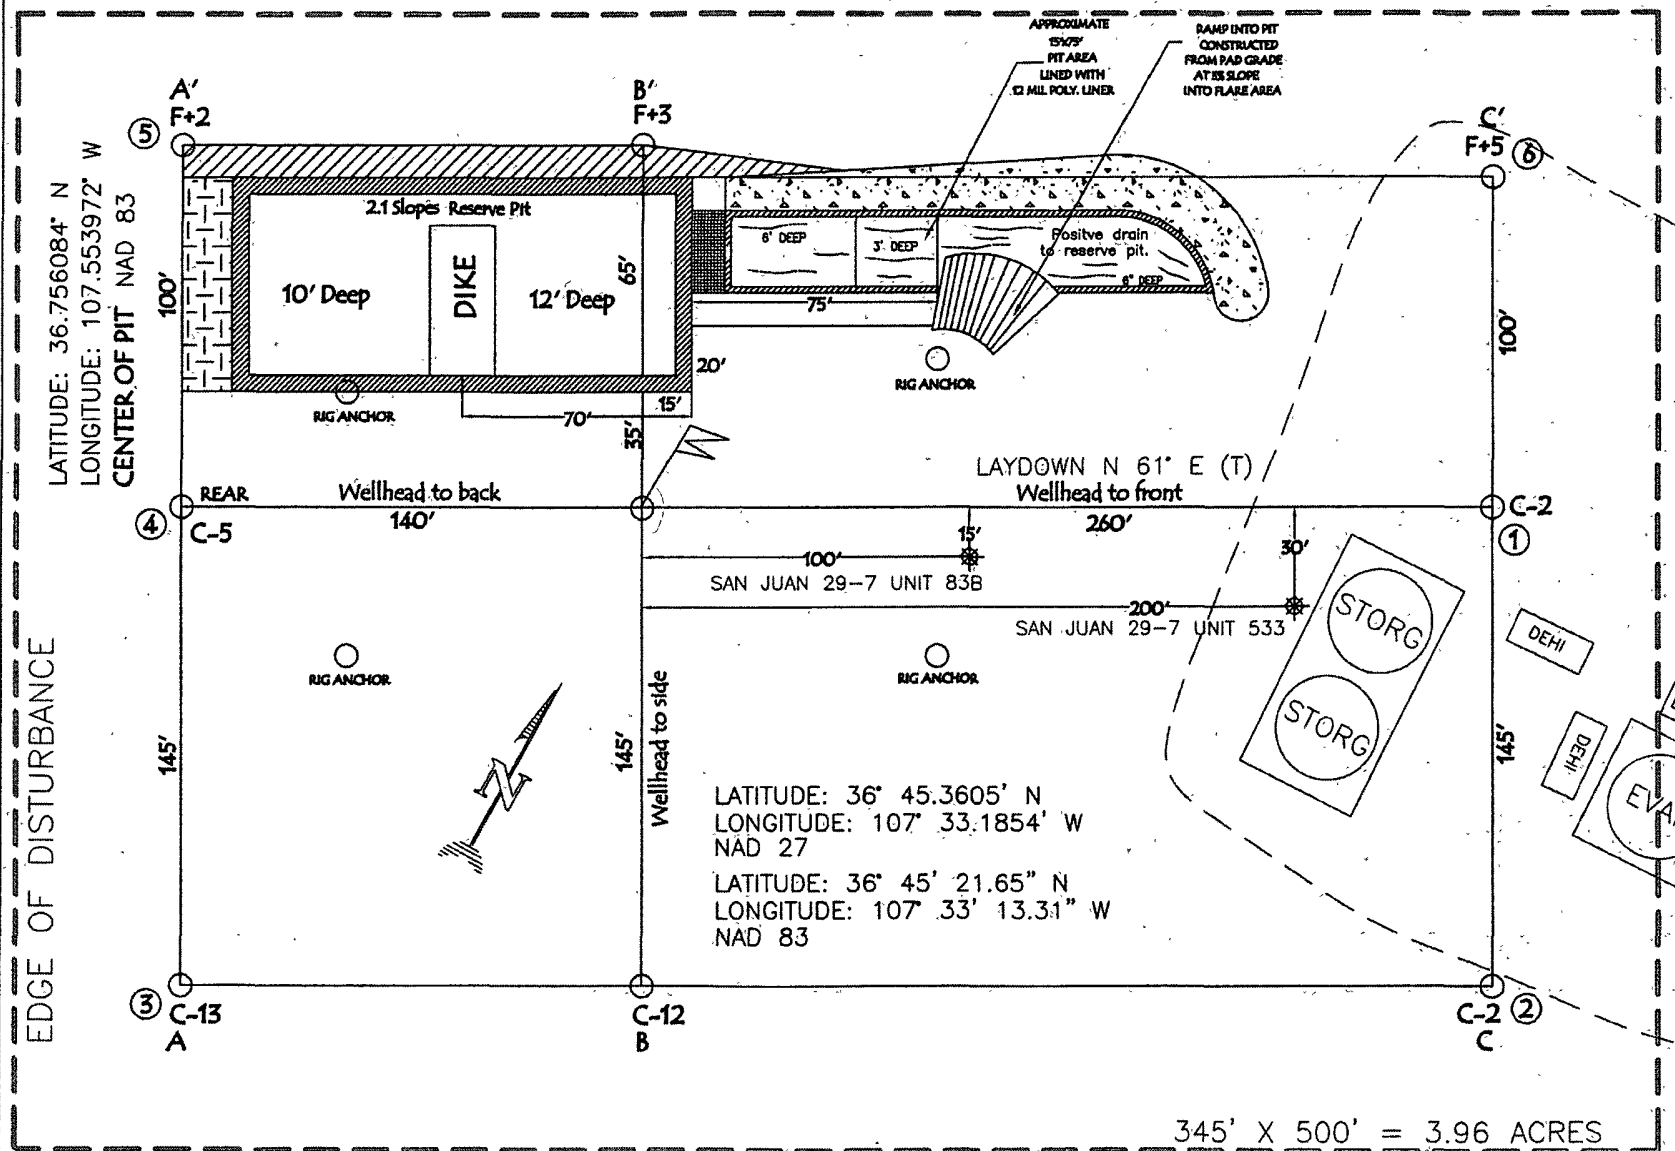 APPROXIMATE
15'x75'
PIT AREA
LINED WITH
12 MIL POLY. LINER
RAMP INTO PIT
CONSTRUCTED
FROM PAD GRADE
AT 8% SLOPE
INTO FLARE AREA
A'
F+2
⑤
B'
F+3
C'
F+5 ⑥
LATITUDE: 36.756084° N
LONGITUDE: 107.553972° W
CENTER OF PIT NAD 83
100'
2.1 Slopes Reserve Pit
10' Deep
DIKE
12' Deep
65'
6' DEEP
3' DEEP
Positve drain
to reserve pit.
6" DEEP
75'
100'
20'
RIG ANCHOR
RIG ANCHOR
70'
15'
35'
LAYDOWN N 61° E (T)
REAR
Wellhead to back
Wellhead to front
④
C-5
140'
260'
C-2
①
15'
100'
30'
SAN JUAN 29-7 UNIT 83B
200'
SAN JUAN 29-7 UNIT 533
STORG
STORG
DEHI
DEHI
EVA
RIG ANCHOR
RIG ANCHOR
EDGE OF DISTURBANCE
145'
N
145'
Wellhead to side
145'
LATITUDE: 36° 45.3605' N
LONGITUDE: 107° 33.1854' W
NAD 27
LATITUDE: 36° 45' 21.65" N
LONGITUDE: 107° 33' 13.31" W
NAD 83
③
C-13
A
C-12
B
C-2 ②
C
345' X 500' = 3.96 ACRES